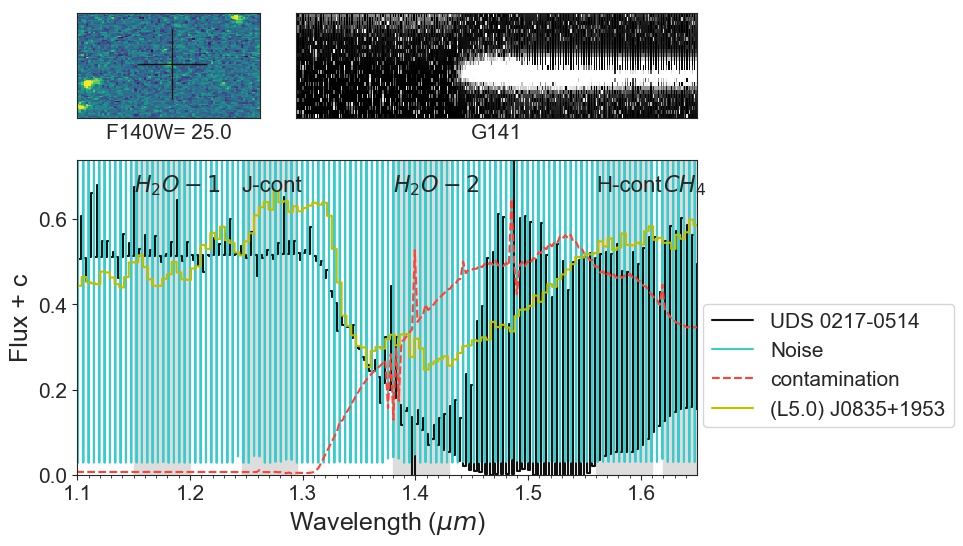 F140W= 25.0
G141
H₂O − 1
J-cont
H₂O − 2
H-cont
CH₄
0.6
0.4
0.2
0.0
1.1
1.2
1.3
1.4
1.5
1.6
Flux + c
Wavelength (μm)
UDS 0217-0514
Noise
contamination
(L5.0) J0835+1953